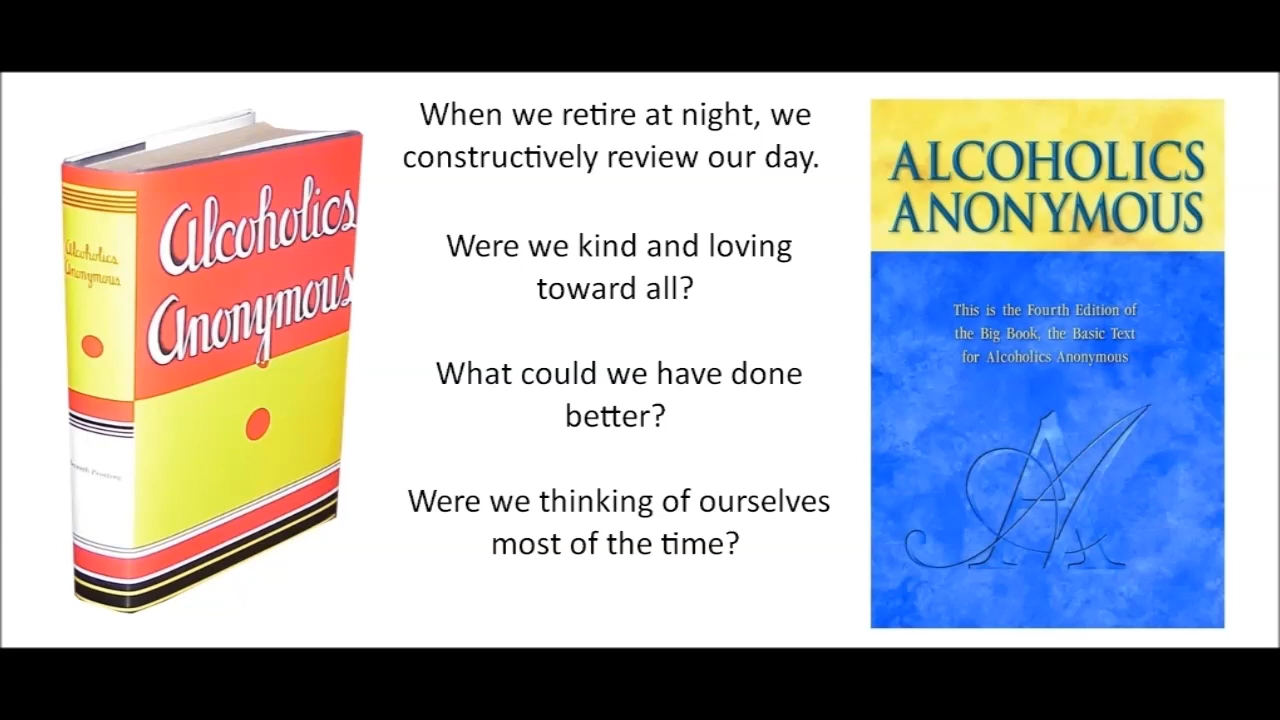 Alcoholics
Anonymous
Alcoholics
Anonymous
When we retire at night, we
constructively review our day.
Were we kind and loving
toward all?
What could we have done
better?
Were we thinking of ourselves
most of the time?
ALCOHOLICS
ANONYMOUS
This is the Fourth Edition of
the Big Book, the Basic Text
for Alcoholics Anonymous
AA